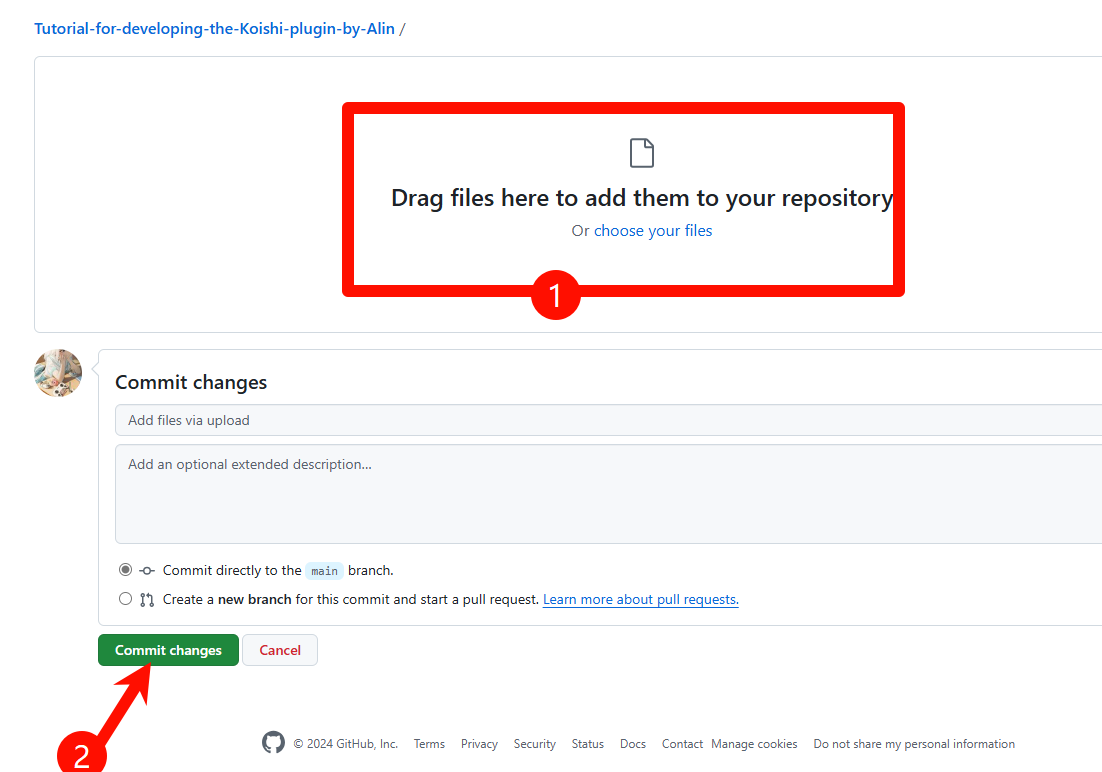 Tutorial-for-developing-the-Koishi-plugin-by-Alin /
Drag files here to add them to your repository
Or choose your files
1
Commit changes
Add files via upload
Add an optional extended description...
Commit directly to the main branch.
Create a new branch for this commit and start a pull request. Learn more about pull requests.
Commit changes Cancel
2
© 2024 GitHub, Inc. Terms Privacy Security Status Docs Contact Manage cookies Do not share my personal information